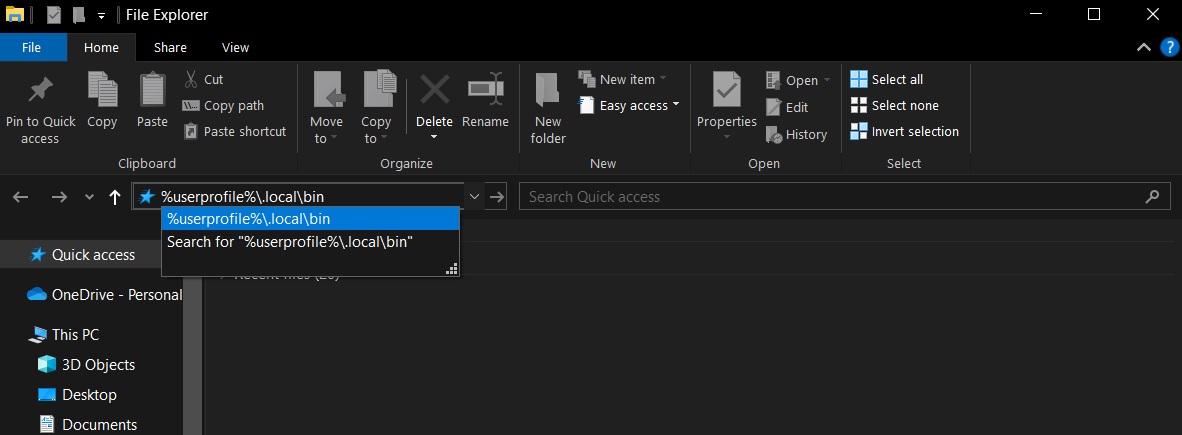 File Explorer
File Home Share View
Pin to Quick access
Copy
Paste
Cut
Copy path
Paste shortcut
Clipboard
Move to
Copy to
Delete
Rename
Organize
New folder
New item
Easy access
New
Properties
Open
Edit
History
Open
Select all
Select none
Invert selection
Select
%userprofile%\.local\bin
Search Quick access
%userprofile%\.local\bin
Search for "%userprofile%\.local\bin"
Quick access
OneDrive - Personal
This PC
3D Objects
Desktop
Documents